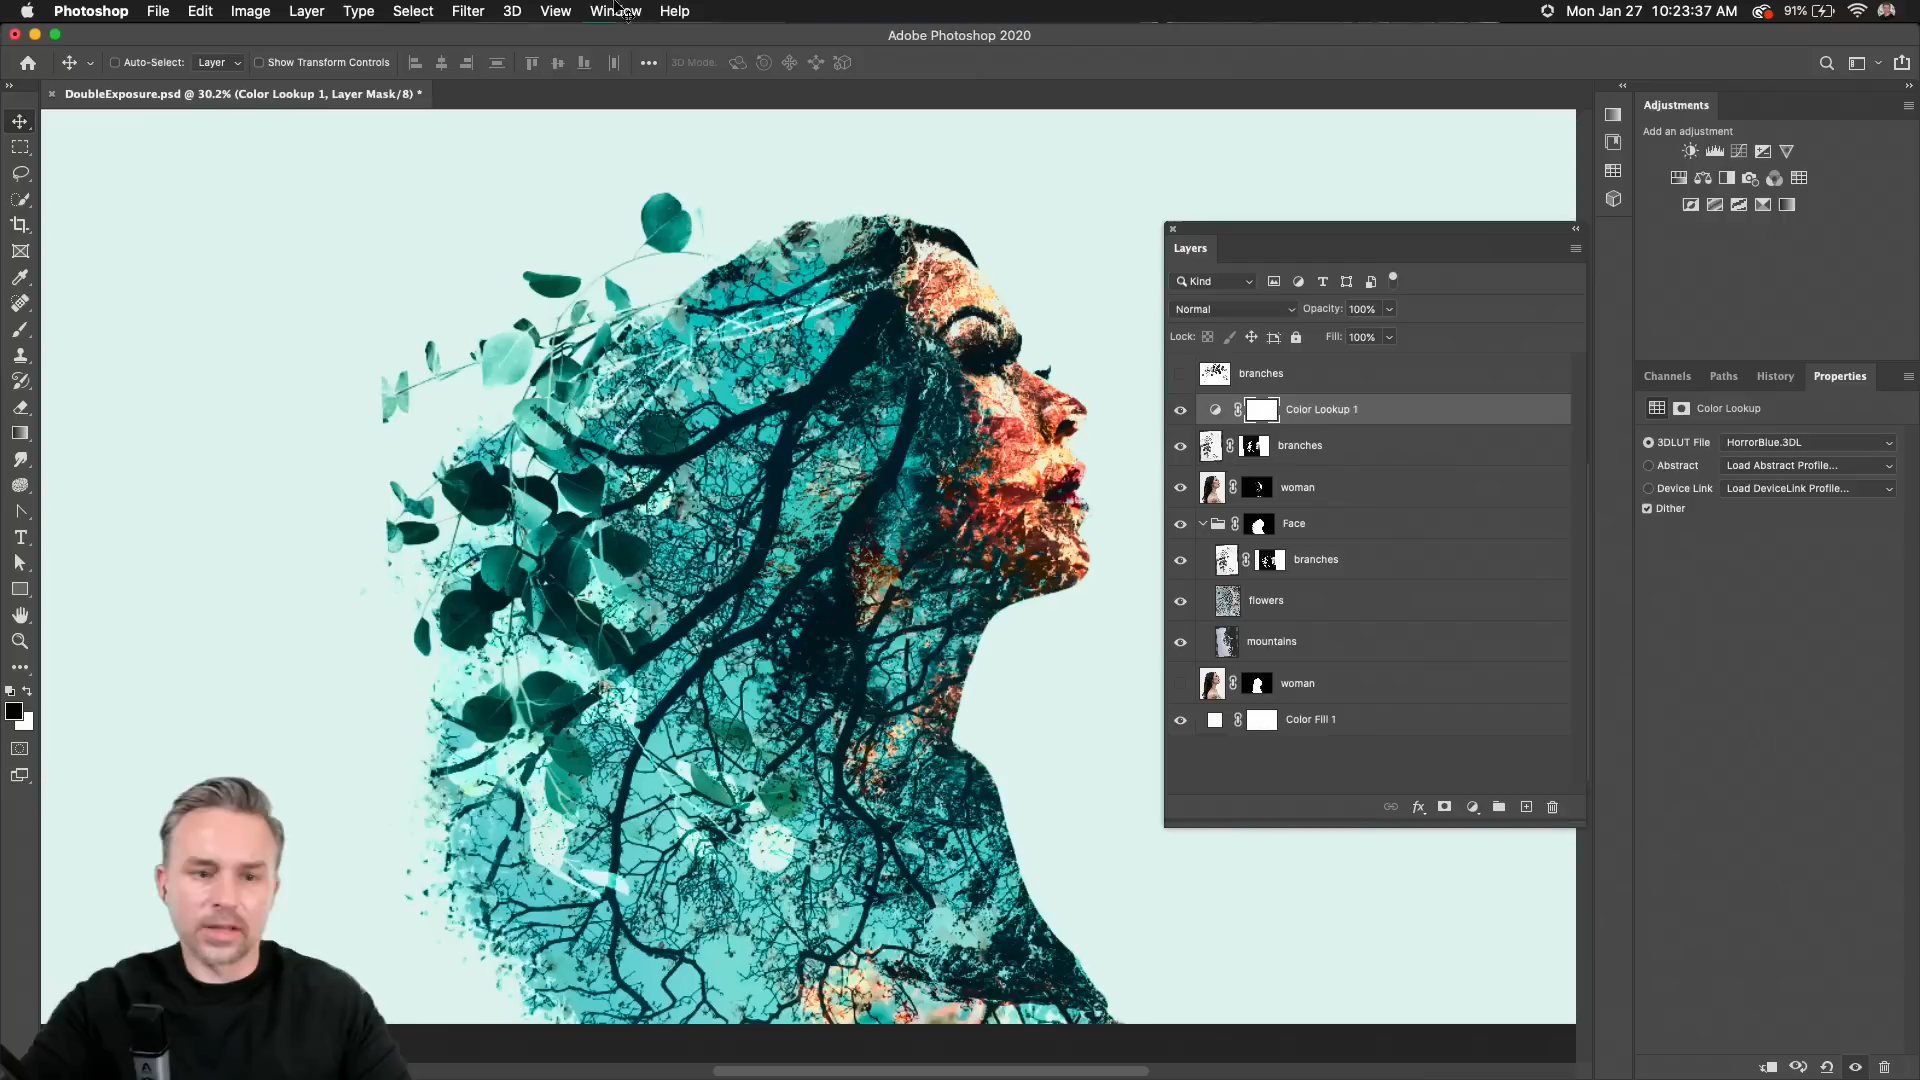 Photoshop File Edit Image Layer Type Select Filter 3D View Window Help Mon Jan 27 10:23:37 AM 91%
Adobe Photoshop 2020
Auto-Select: Layer Show Transform Controls 3D Mode:
DoubleExposure.psd @ 30.2% (Color Lookup 1, Layer Mask/8) *
Adjustments
Add an adjustment
Layers
Kind
Normal Opacity: 100%
Lock: Fill: 100%
branches
Color Lookup 1
branches
woman
Face
branches
flowers
mountains
woman
Color Fill 1
Channels Paths History Properties
Color Lookup
3DLUT File HorrorBlue.3DL
Abstract Load Abstract Profile...
Device Link Load DeviceLink Profile...
Dither